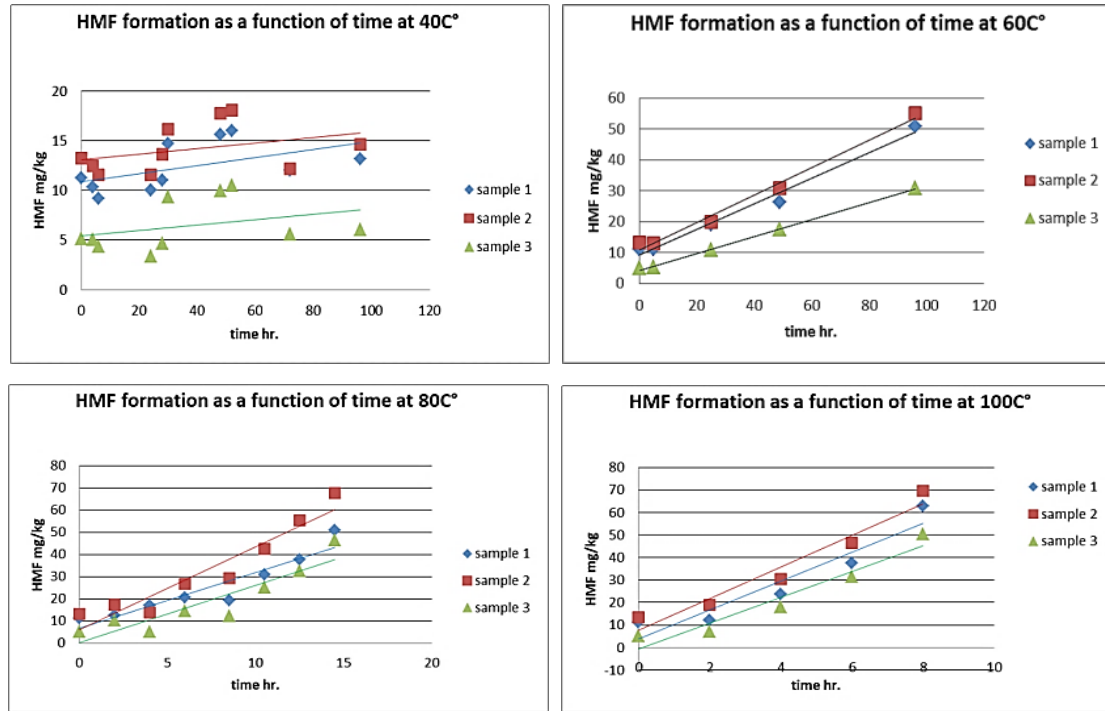 HMF formation as a function of time at 40C°
HMF mg/kg
20
15
10
5
0
0 20 40 60 80 100 120
time hr.
sample 1
sample 2
sample 3
HMF formation as a function of time at 60C°
HMF mg/kg
60
50
40
30
20
10
0
0 20 40 60 80 100 120
time hr.
sample 1
sample 2
sample 3
HMF formation as a function of time at 80C°
HMF mg/kg
80
70
60
50
40
30
20
10
0
0 5 10 15 20
time hr.
sample 1
sample 2
sample 3
HMF formation as a function of time at 100C°
HMF mg/kg
80
70
60
50
40
30
20
10
0
-10
0 2 4 6 8 10
time hr.
sample 1
sample 2
sample 3